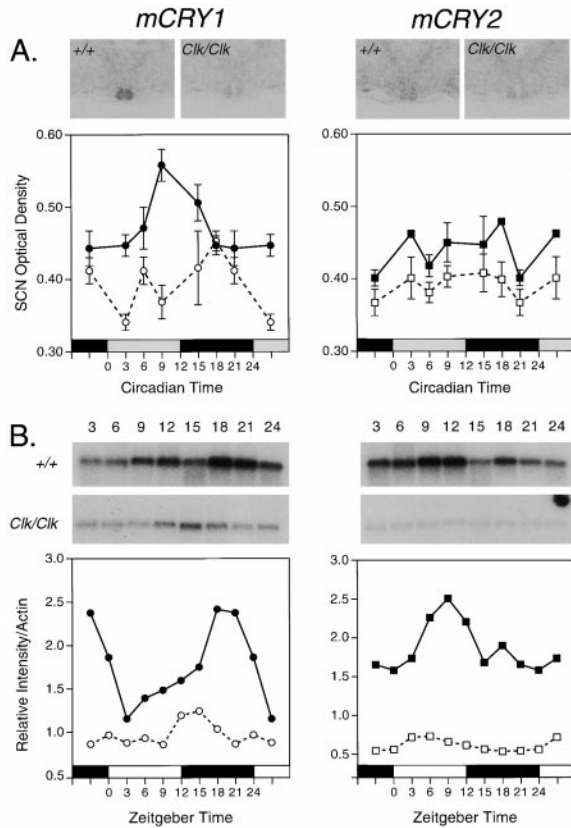 mCRY1 mCRY2
A.
+/+ Clk/Clk +/+ Clk/Clk
SCN Optical Density
0.60 0.60
0.50 0.50
0.40 0.40
0.30 0.30
0 3 6 9 12 15 18 21 24 0 3 6 9 12 15 18 21 24
Circadian Time Circadian Time
B.
3 6 9 12 15 18 21 24 3 6 9 12 15 18 21 24
+/+
Clk/Clk
Relative Intensity/Actin
3.0 3.0
2.5 2.5
2.0 2.0
1.5 1.5
1.0 1.0
0.5 0.5
0 3 6 9 12 15 18 21 24 0 3 6 9 12 15 18 21 24
Zeitgeber Time Zeitgeber Time